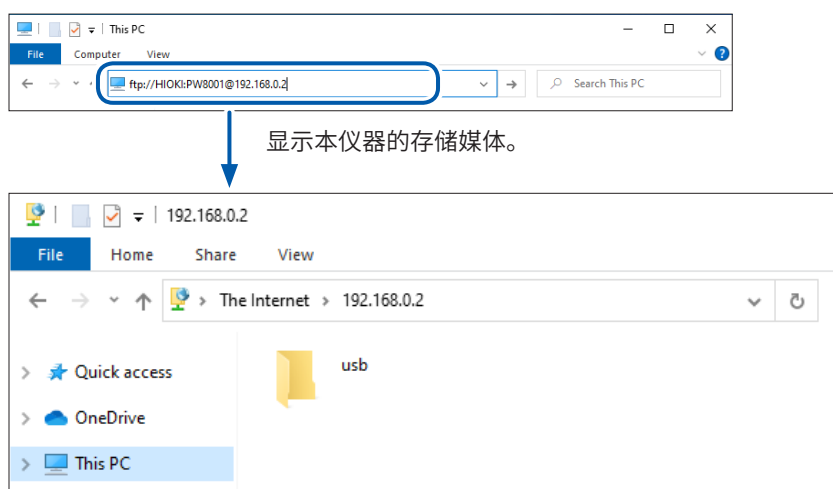 This PC
File Computer View
ftp://HIOKI:PW8001@192.168.0.2
Search This PC
显示本仪器的存储媒体。
192.168.0.2
File Home Share View
The Internet > 192.168.0.2
Quick access
usb
OneDrive
This PC